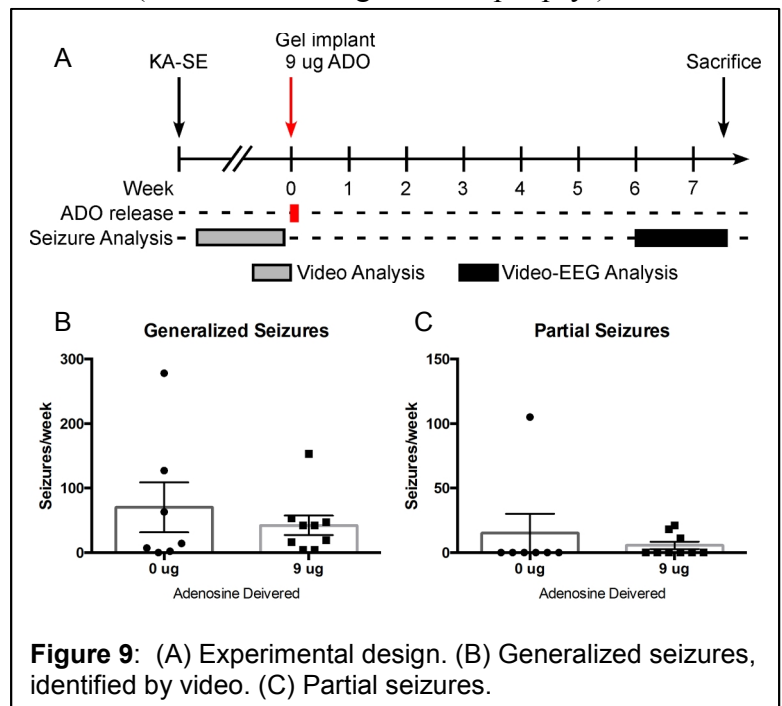 A
KA-SE
Gel implant
9 ug ADO
Sacrifice
Week
0 1 2 3 4 5 6 7
ADO release
Seizure Analysis
Video Analysis Video-EEG Analysis
B
Generalized Seizures
Seizures/week
300
200
100
0
0 ug 9 ug
Adenosine Deivered
C
Partial Seizures
Seizures/week
150
100
50
0
0 ug 9 ug
Adenosine Deivered
Figure 9: (A) Experimental design. (B) Generalized seizures,
identified by video. (C) Partial seizures.